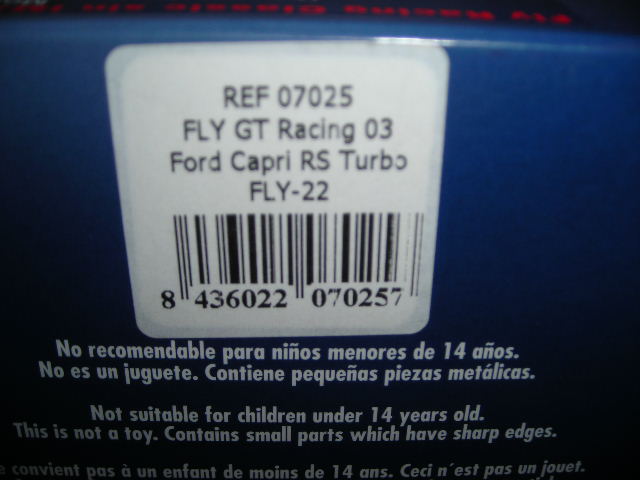 REF 07025
FLY GT Racing 03
Ford Capri RS Turbo
FLY-22
8 436022 070257
No recomendable para niños menores de 14 años.
No es un juguete. Contiene pequeñas piezas metálicas.
Not suitable for children under 14 years old.
This is not a toy. Contains small parts which have sharp edges.
convient pas à un enfant de moins de 14 ans. Ceci n'est pas un jouet.